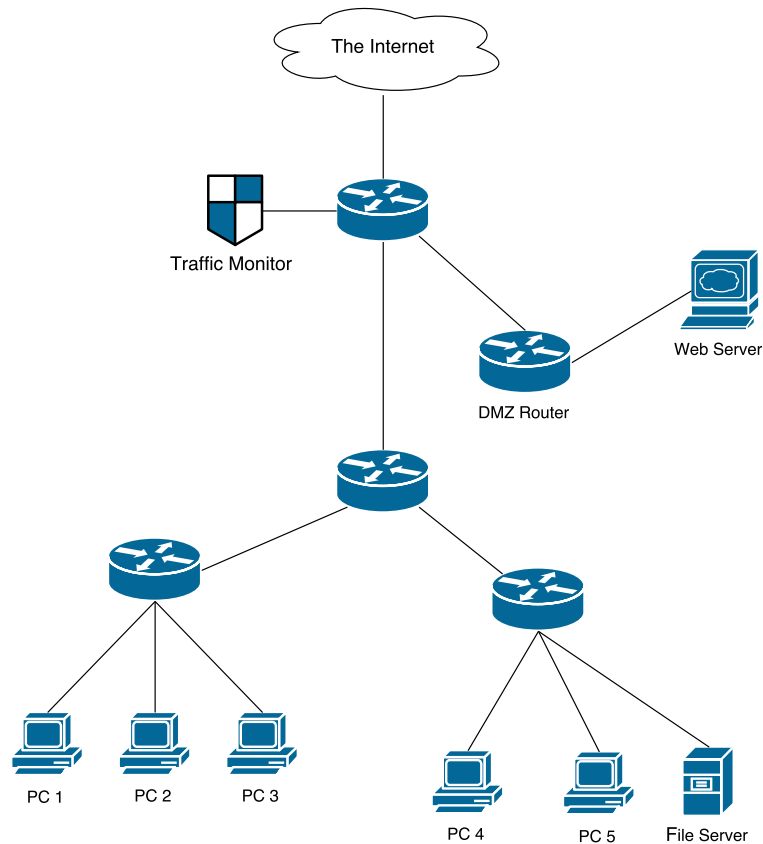 The Internet
Traffic Monitor
Web Server
DMZ Router
PC 1
PC 2
PC 3
PC 4
PC 5
File Server